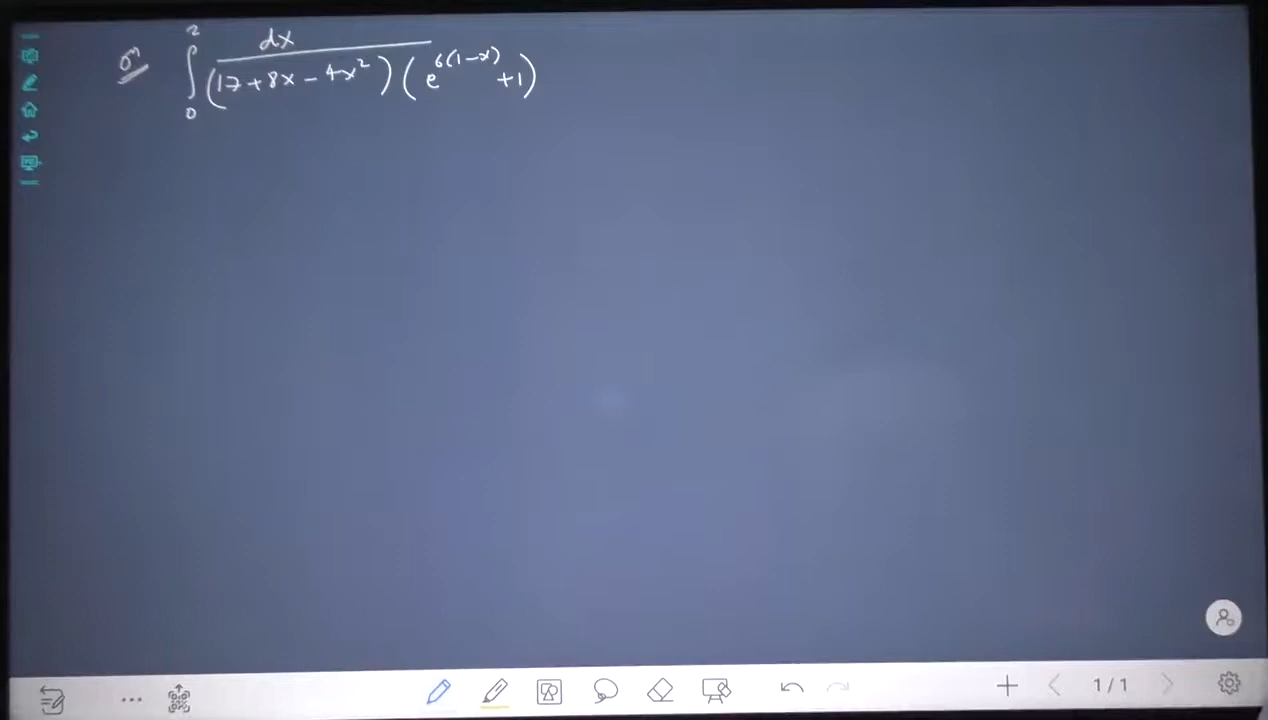 Q ∫₀² dx / (17 + 8x − 4x²)(e^{6(1−x)} + 1)
1/1